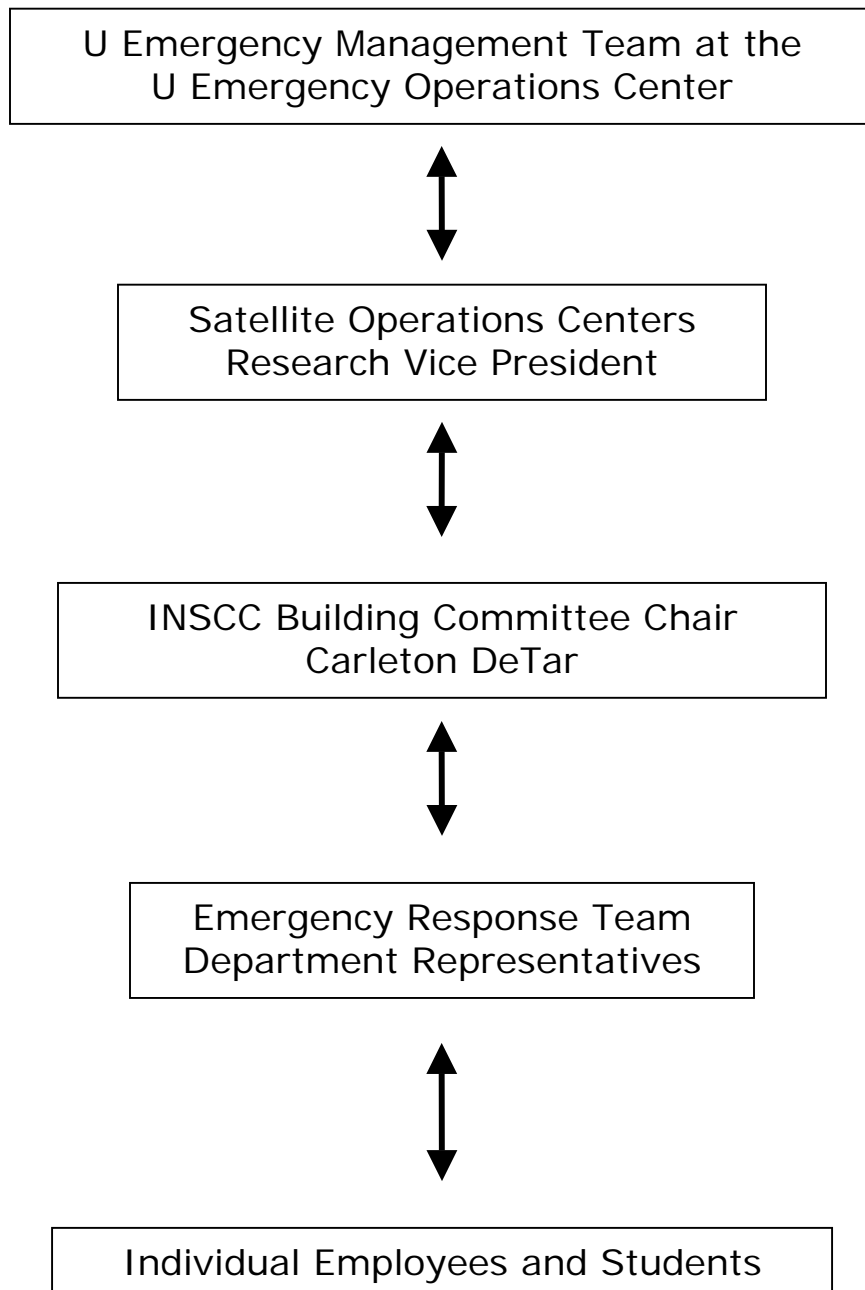 U Emergency Management Team at the
U Emergency Operations Center
Satellite Operations Centers
Research Vice President
INSCC Building Committee Chair
Carleton DeTar
Emergency Response Team
Department Representatives
Individual Employees and Students